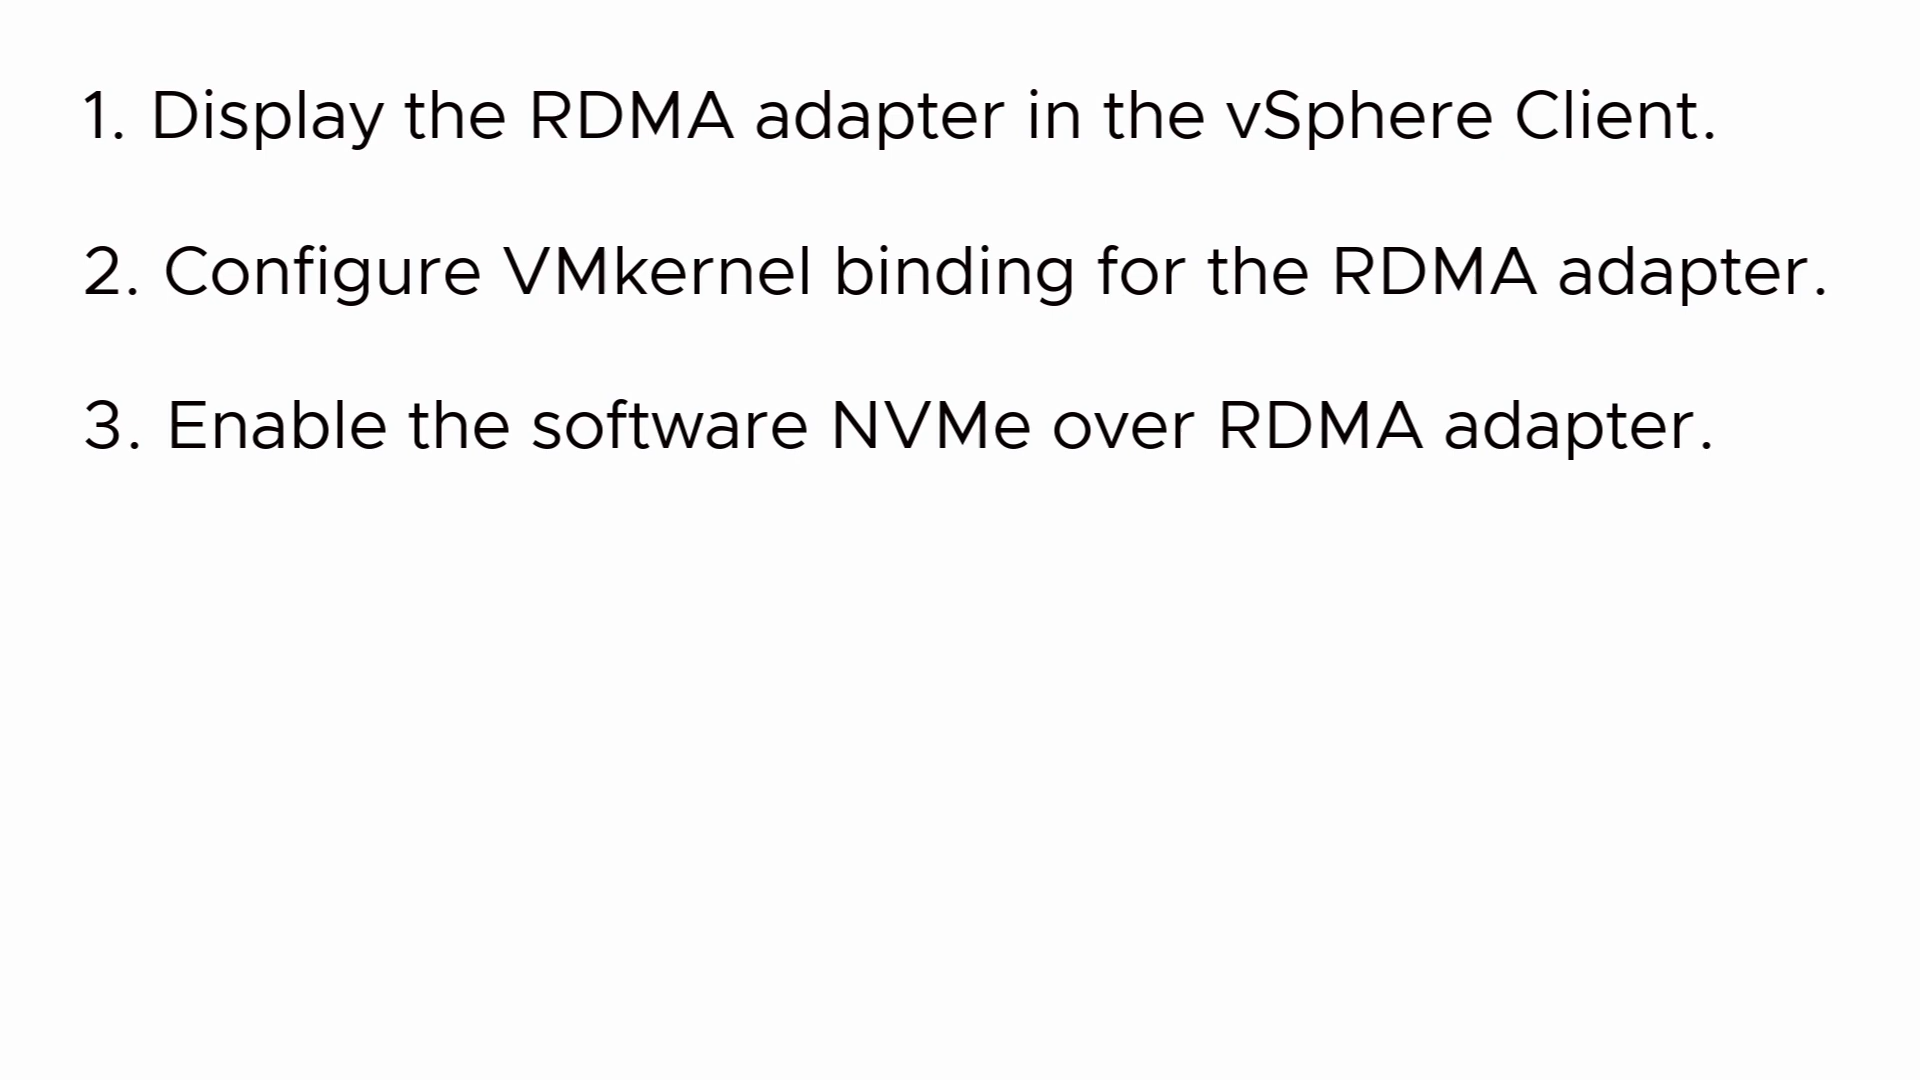 1. Display the RDMA adapter in the vSphere Client.
2. Configure VMkernel binding for the RDMA adapter.
3. Enable the software NVMe over RDMA adapter.